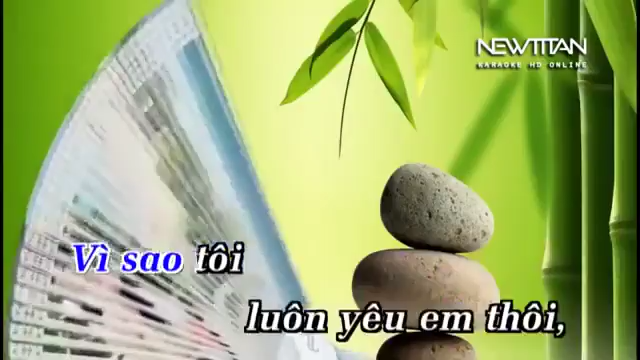 NEWTITAN
KARAOKE HD ONLINE
Vì sao tôi
luôn yêu em thôi,